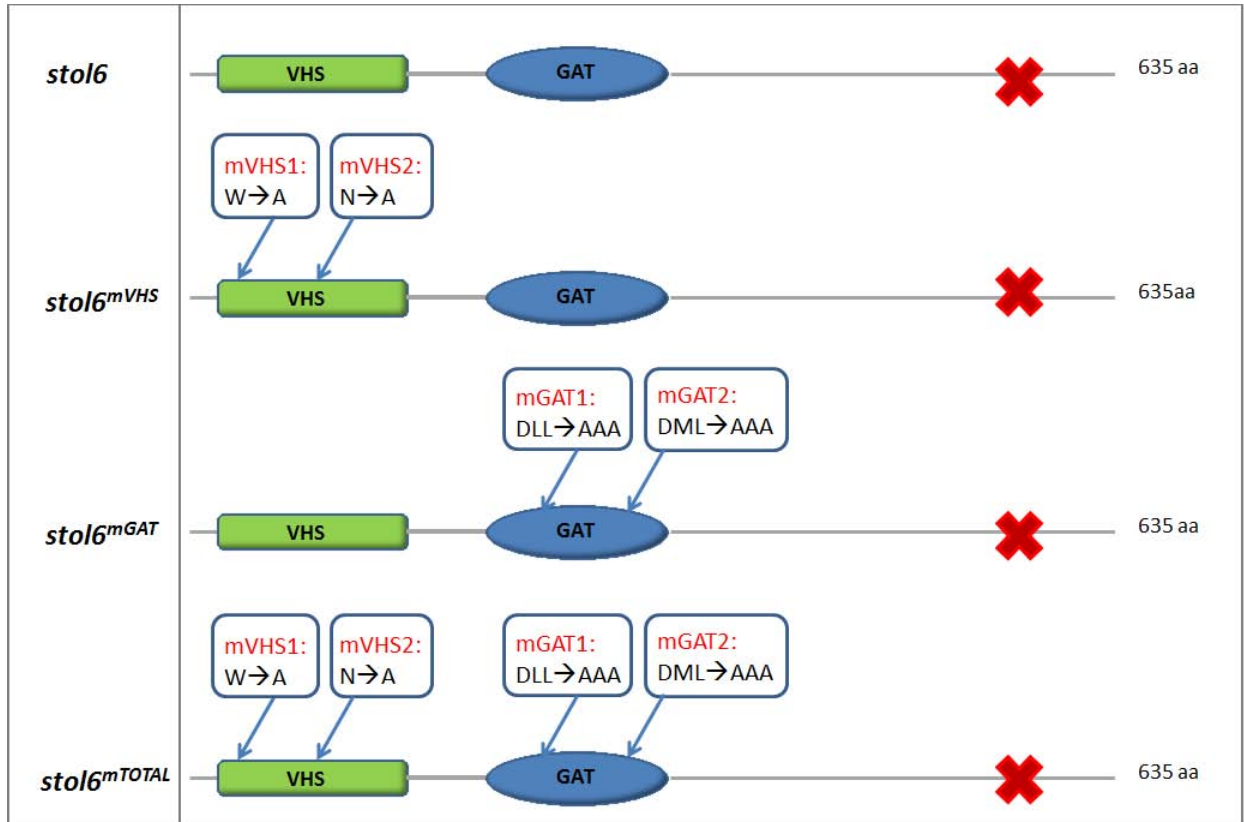 stol6
VHS
GAT
635 aa
mVHS1:
W→A
mVHS2:
N→A
stol6mVHS
VHS
GAT
635aa
mGAT1:
DLL→AAA
mGAT2:
DML→AAA
stol6mGAT
VHS
GAT
635 aa
mVHS1:
W→A
mVHS2:
N→A
mGAT1:
DLL→AAA
mGAT2:
DML→AAA
stol6mTOTAL
VHS
GAT
635 aa